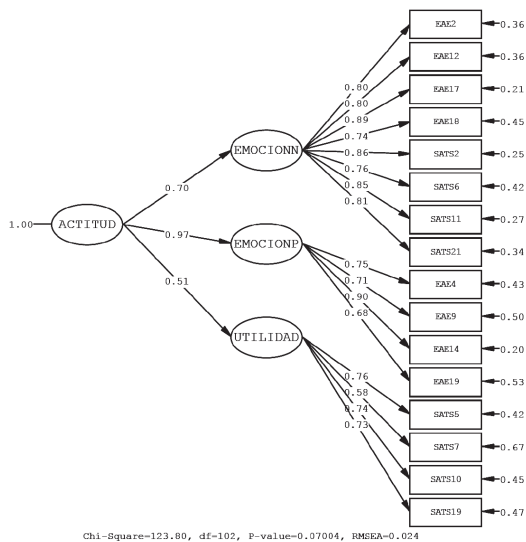 EAE2 0.36
EAE12 0.36
0.80
0.80
EAE17 0.21
0.89
EAE18 0.45
0.74
EMOCIONN
0.86
SATS2 0.25
0.76
SATS6 0.42
0.70
0.85
0.81
SATS11 0.27
1.00 ACTITUD
0.97
EMOCIONP
SATS21 0.34
0.75
EAE4 0.43
0.71
0.51
0.90
EAE9 0.50
0.68
UTILIDAD
EAE14 0.20
0.76
EAE19 0.53
0.58
0.74
SATS5 0.42
0.73
SATS7 0.67
SATS10 0.45
SATS19 0.47
Chi-Square=123.80, df=102, P-value=0.07004, RMSEA=0.024